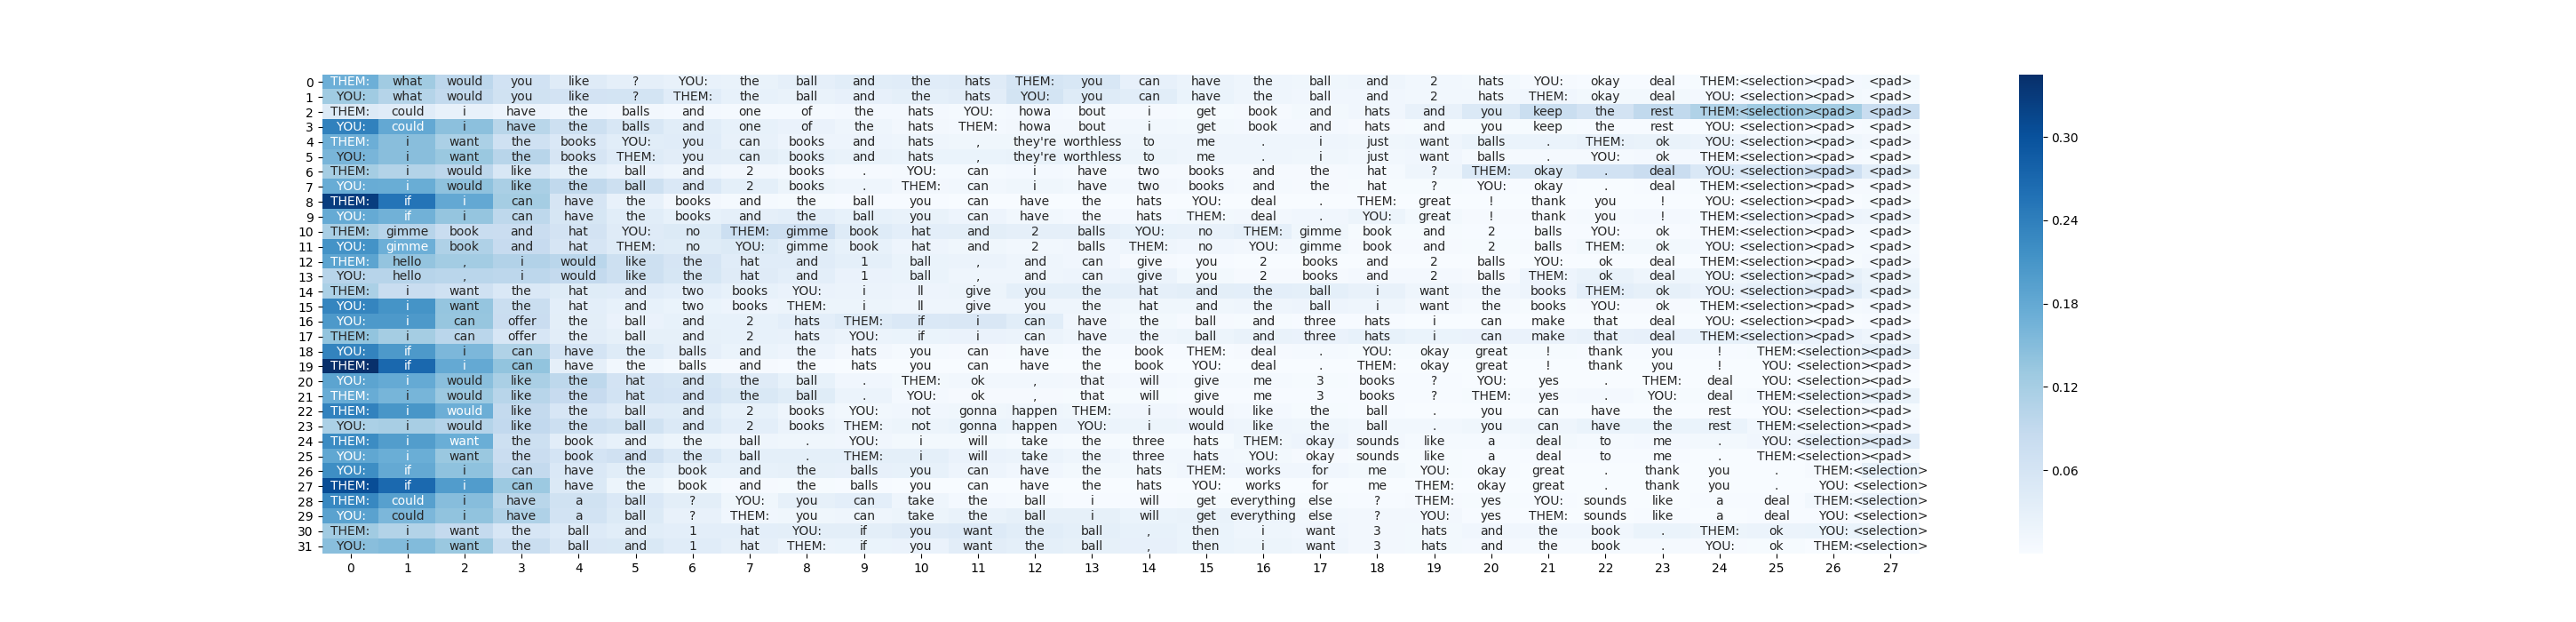 0 THEM: what would you like ? YOU: the ball and the hats THEM: you can have the ball and 2 hats YOU: okay deal THEM: <selection> <pad> <pad>
1 YOU: what would you like ? THEM: the ball and the hats YOU: you can have the ball and 2 hats THEM: okay deal YOU: <selection> <pad> <pad>
2 THEM: could i have the balls and one of the hats YOU: howa bout i get book and hats and you keep the rest THEM: <selection> <pad> <pad>
3 YOU: could i have the balls and one of the hats THEM: howa bout i get book and hats and you keep the rest YOU: <selection> <pad> <pad>
0.30
4 THEM: i want the books YOU: you can books and hats , they're worthless to me . i just want balls . THEM: ok YOU: <selection> <pad> <pad>
5 YOU: i want the books THEM: you can books and hats , they're worthless to me . i just want balls . YOU: ok THEM: <selection> <pad> <pad>
6 THEM: i would like the ball and 2 books . YOU: can i have two books and the hat ? THEM: okay . deal YOU: <selection> <pad> <pad>
7 YOU: i would like the ball and 2 books . THEM: can i have two books and the hat ? YOU: okay . deal THEM: <selection> <pad> <pad>
8 THEM: if i can have the books and the ball you can have the hats YOU: deal . THEM: great ! thank you ! YOU: <selection> <pad> <pad>
9 YOU: if i can have the books and the ball you can have the hats THEM: deal . YOU: great ! thank you ! THEM: <selection> <pad> <pad>
0.24
10 THEM: gimme book and hat YOU: no THEM: gimme book hat and 2 balls YOU: no THEM: gimme book and 2 balls YOU: ok THEM: <selection> <pad> <pad>
11 YOU: gimme book and hat THEM: no YOU: gimme book hat and 2 balls THEM: no YOU: gimme book and 2 balls THEM: ok YOU: <selection> <pad> <pad>
12 THEM: hello , i would like the hat and 1 ball , and can give you 2 books and 2 balls YOU: ok deal THEM: <selection> <pad> <pad>
13 YOU: hello , i would like the hat and 1 ball , and can give you 2 books and 2 balls THEM: ok deal YOU: <selection> <pad> <pad>
14 THEM: i want the hat and two books YOU: i ll give you the hat and the ball i want the books THEM: ok YOU: <selection> <pad> <pad>
15 YOU: i want the hat and two books THEM: i ll give you the hat and the ball i want the books YOU: ok THEM: <selection> <pad> <pad>
0.18
16 YOU: i can offer the ball and 2 hats THEM: if i can have the ball and three hats i can make that deal YOU: <selection> <pad> <pad>
17 THEM: i can offer the ball and 2 hats YOU: if i can have the ball and three hats i can make that deal THEM: <selection> <pad> <pad>
18 YOU: if i can have the balls and the hats you can have the book THEM: deal . YOU: okay great ! thank you ! THEM: <selection> <pad>
19 THEM: if i can have the balls and the hats you can have the book YOU: deal . THEM: okay great ! thank you ! YOU: <selection> <pad>
20 YOU: i would like the hat and the ball . THEM: ok , that will give me 3 books ? YOU: yes . THEM: deal YOU: <selection> <pad>
0.12
21 THEM: i would like the hat and the ball . YOU: ok , that will give me 3 books ? THEM: yes . YOU: deal THEM: <selection> <pad>
22 THEM: i would like the ball and 2 books YOU: not gonna happen THEM: i would like the ball . you can have the rest YOU: <selection> <pad>
23 YOU: i would like the ball and 2 books THEM: not gonna happen YOU: i would like the ball . you can have the rest THEM: <selection> <pad>
24 THEM: i want the book and the ball . YOU: i will take the three hats THEM: okay sounds like a deal to me . YOU: <selection> <pad>
25 YOU: i want the book and the ball . THEM: i will take the three hats YOU: okay sounds like a deal to me . THEM: <selection> <pad>
26 YOU: if i can have the book and the balls you can have the hats THEM: works for me YOU: okay great . thank you . THEM: <selection>
0.06
27 THEM: if i can have the book and the balls you can have the hats YOU: works for me THEM: okay great . thank you . YOU: <selection>
28 THEM: could i have a ball ? YOU: you can take the ball i will get everything else ? THEM: yes YOU: sounds like a deal THEM: <selection>
29 YOU: could i have a ball ? THEM: you can take the ball i will get everything else ? YOU: yes THEM: sounds like a deal YOU: <selection>
30 THEM: i want the ball and 1 hat YOU: if you want the ball , then i want 3 hats and the book . THEM: ok YOU: <selection>
31 YOU: i want the ball and 1 hat THEM: if you want the ball , then i want 3 hats and the book . YOU: ok THEM: <selection>
0 1 2 3 4 5 6 7 8 9 10 11 12 13 14 15 16 17 18 19 20 21 22 23 24 25 26 27